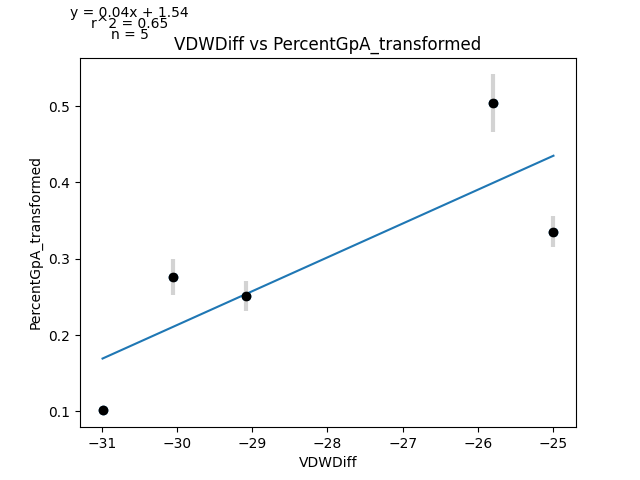 y = 0.04x + 1.54
r^2 = 0.65
n = 5
VDWDiff vs PercentGpA_transformed
PercentGpA_transformed
0.5
0.4
0.3
0.2
0.1
−31
−30
−29
−28
−27
−26
−25
VDWDiff